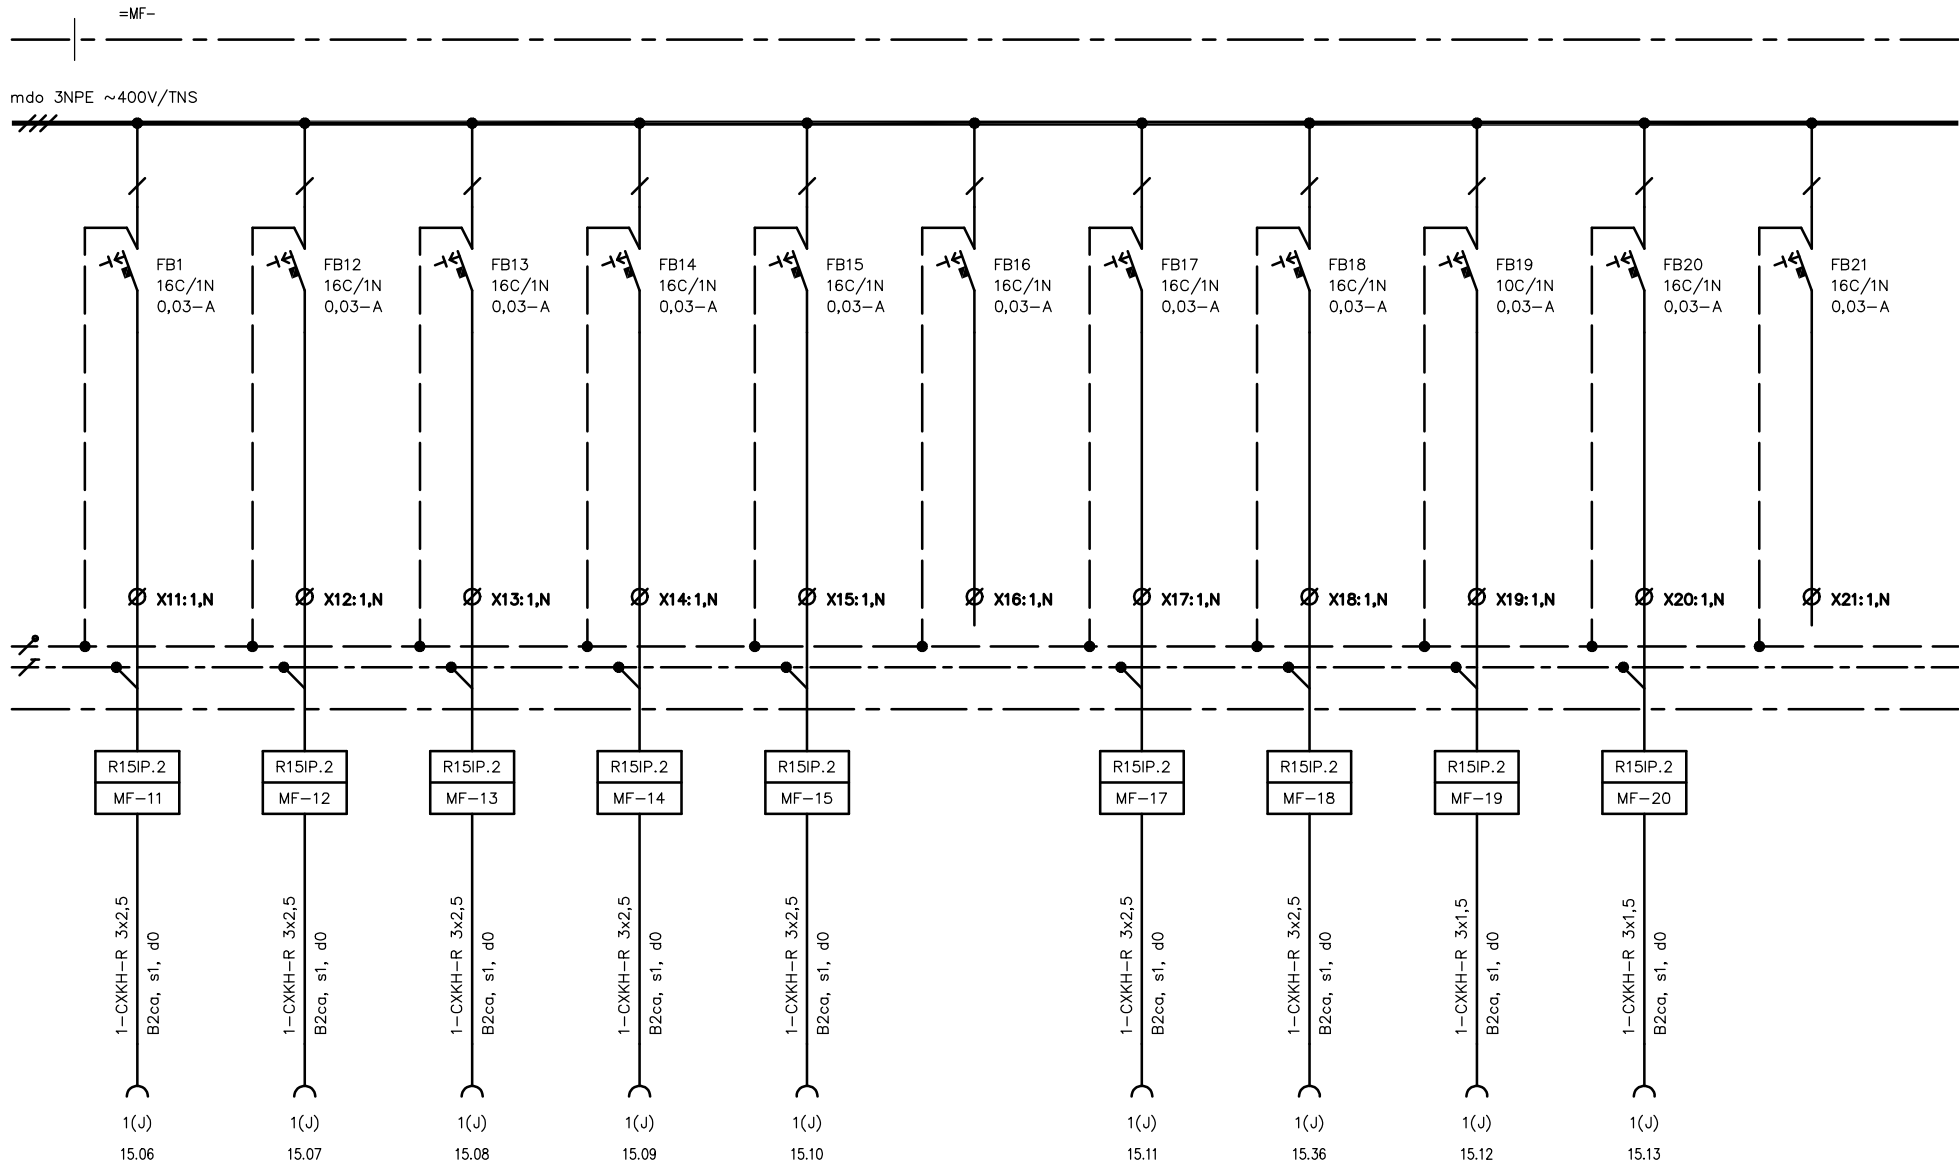 =MF-
mdo 3NPE ~400V/TNS
FB1
16C/1N
0,03-A
FB12
16C/1N
0,03-A
FB13
16C/1N
0,03-A
FB14
16C/1N
0,03-A
FB15
16C/1N
0,03-A
FB16
16C/1N
0,03-A
FB17
16C/1N
0,03-A
FB18
16C/1N
0,03-A
FB19
10C/1N
0,03-A
FB20
16C/1N
0,03-A
FB21
16C/1N
0,03-A
X11:1,N
X12:1,N
X13:1,N
X14:1,N
X15:1,N
X16:1,N
X17:1,N
X18:1,N
X19:1,N
X20:1,N
X21:1,N
R15IP.2
MF-11
R15IP.2
MF-12
R15IP.2
MF-13
R15IP.2
MF-14
R15IP.2
MF-15
R15IP.2
MF-17
R15IP.2
MF-18
R15IP.2
MF-19
R15IP.2
MF-20
1-CXKH-R 3x2,5
B2ca, s1, d0
1-CXKH-R 3x2,5
B2ca, s1, d0
1-CXKH-R 3x2,5
B2ca, s1, d0
1-CXKH-R 3x2,5
B2ca, s1, d0
1-CXKH-R 3x2,5
B2ca, s1, d0
1-CXKH-R 3x2,5
B2ca, s1, d0
1-CXKH-R 3x2,5
B2ca, s1, d0
1-CXKH-R 3x1,5
B2ca, s1, d0
1-CXKH-R 3x1,5
B2ca, s1, d0
1(J)
15.06
1(J)
15.07
1(J)
15.08
1(J)
15.09
1(J)
15.10
1(J)
15.11
1(J)
15.36
1(J)
15.12
1(J)
15.13